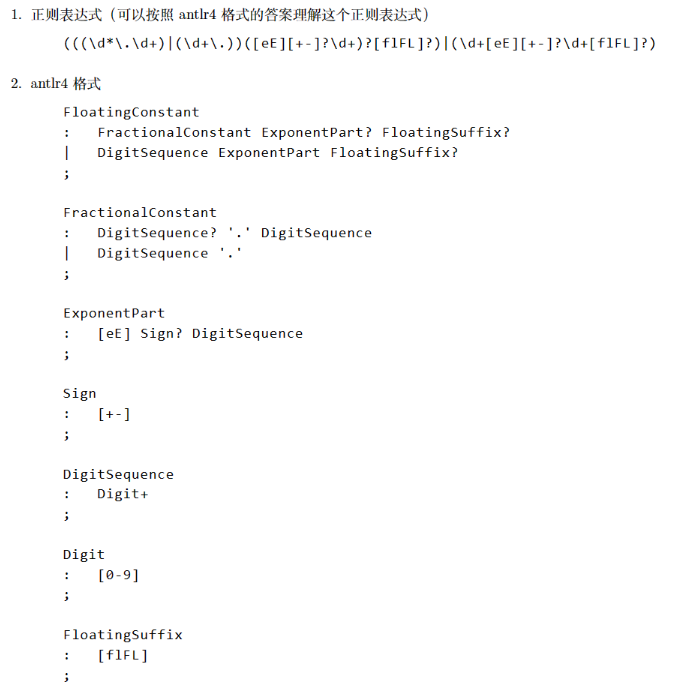 1. 正则表达式（可以按照 antlr4 格式的答案理解这个正则表达式）
(((\d*\.\d+)|(\d+\.))([eE][+-]?\d+)?[flFL]?)|(\d+[eE][+-]?\d+[flFL]?)
2. antlr4 格式
FloatingConstant
:   FractionalConstant ExponentPart? FloatingSuffix?
|   DigitSequence ExponentPart FloatingSuffix?
;
FractionalConstant
:   DigitSequence? '.' DigitSequence
|   DigitSequence '.'
;
ExponentPart
:   [eE] Sign? DigitSequence
;
Sign
:   [+-]
;
DigitSequence
:   Digit+
;
Digit
:   [0-9]
;
FloatingSuffix
:   [flFL]
;